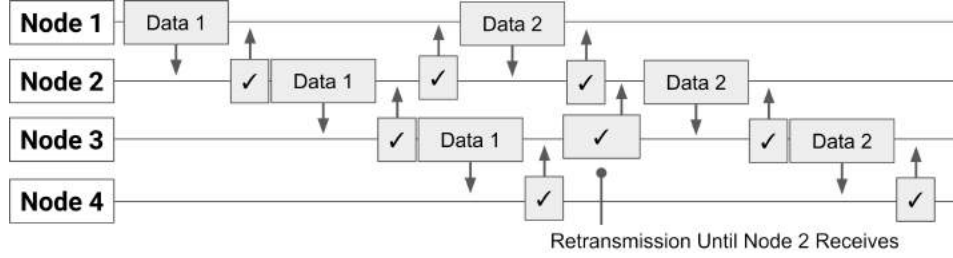 Node 1 Data 1 Data 2
Node 2 ✓ Data 1 ✓ ✓ Data 2
Node 3 ✓ Data 1 ✓ ✓ Data 2
Node 4 ✓ ✓
Retransmission Until Node 2 Receives